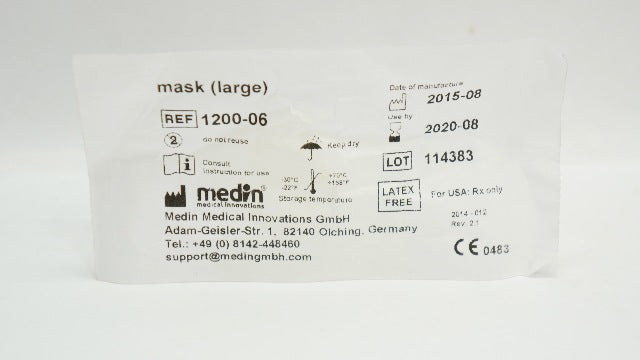 mask (large)
REF 1200-06
2 do not reuse
Consult
instruction for use
Keep dry
-30°C
-22°F
+70°C
+158°F
Storage temperature
medin®
medical innovations
Medin Medical Innovations GmbH
Adam-Geisler-Str. 1, 82140 Olching, Germany
Tel.: +49 (0) 8142-448460
support@medingmbh.com
Date of manufacture
2015-08
Use by
2020-08
LOT 114383
LATEX
FREE
For USA: Rx only
2014-012
Rev. 2.1
CE 0483